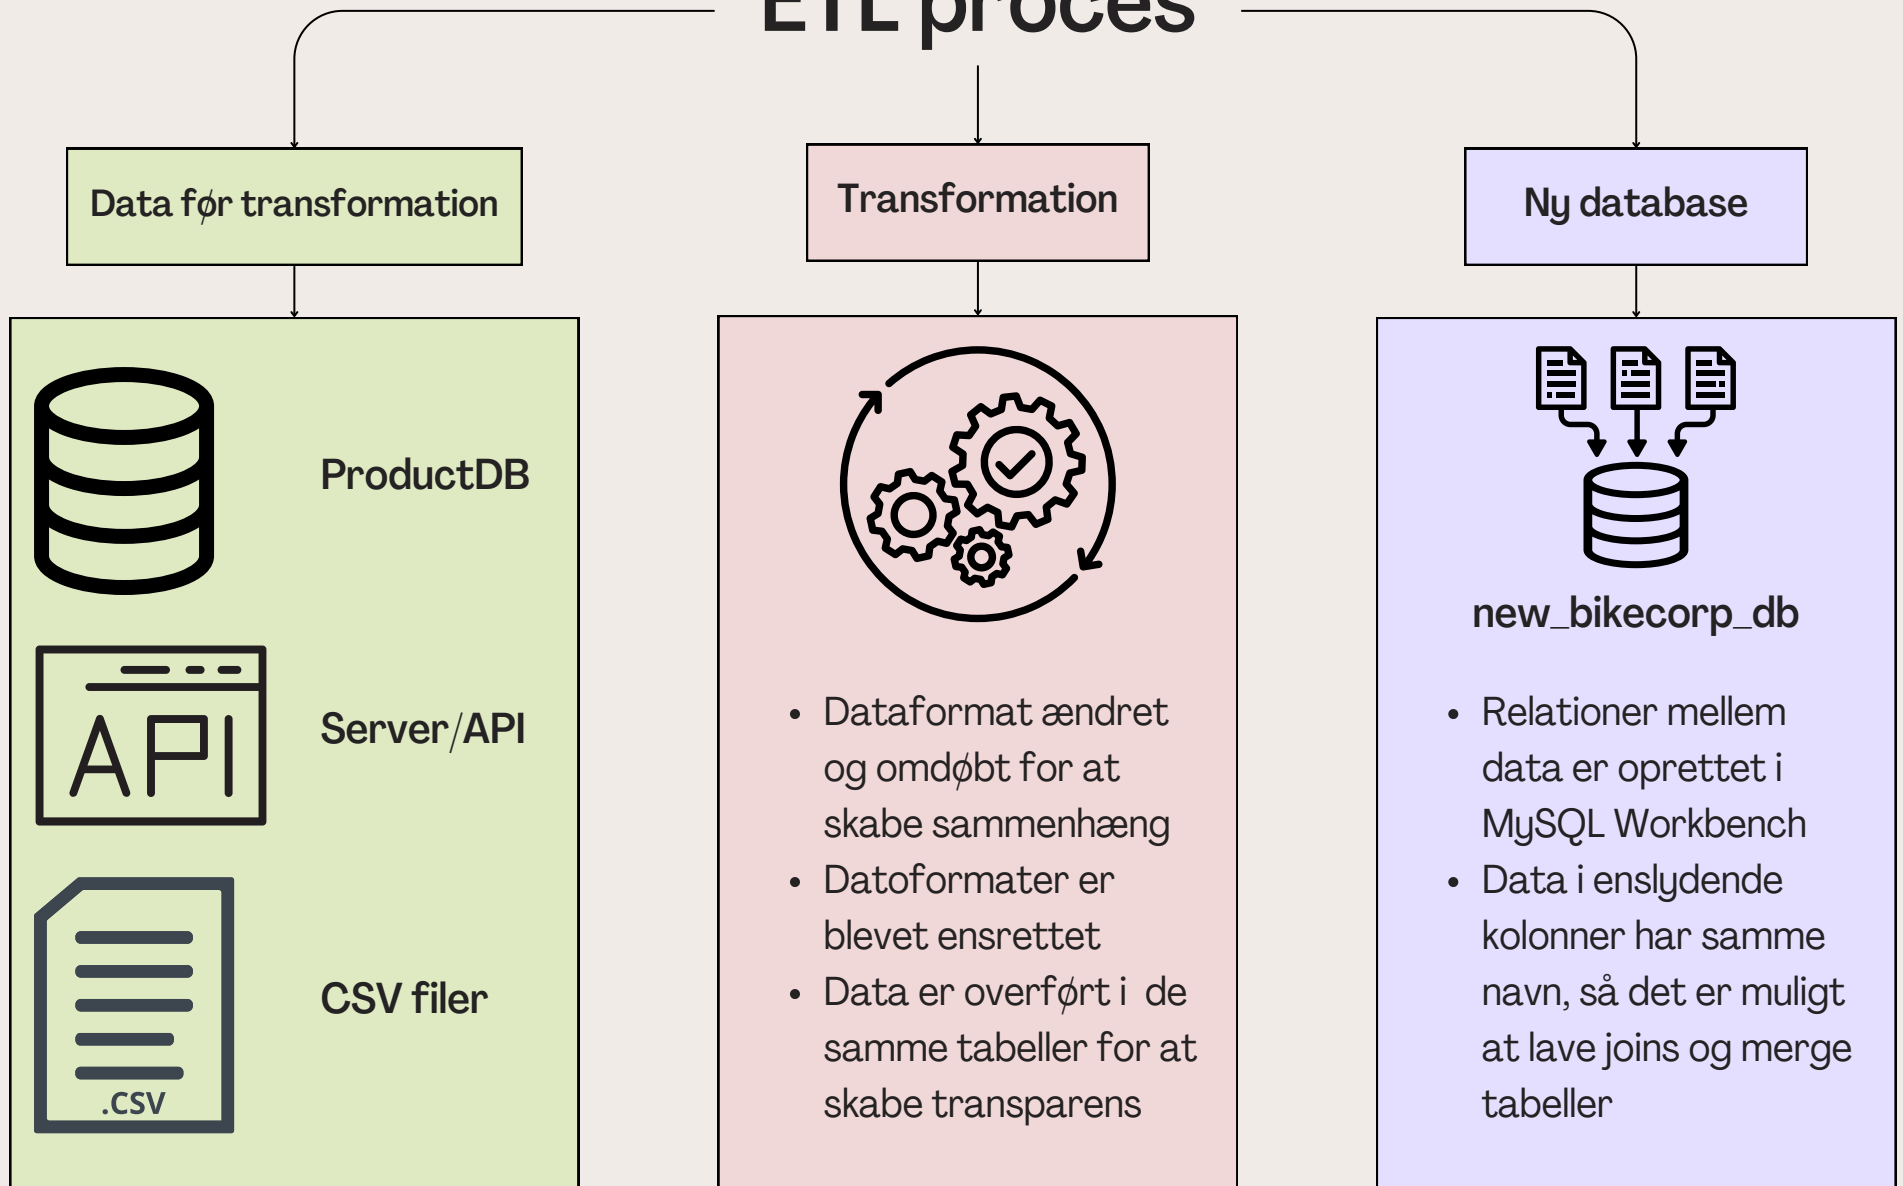 ETL proces
Data før transformation
Transformation
Ny database
ProductDB
API
Server/API
.CSV
CSV filer
• Dataformat ændret
og omdøbt for at
skabe sammenhæng
• Datoformater er
blevet ensrettet
• Data er overført i  de
samme tabeller for at
skabe transparens
new_bikecorp_db
• Relationer mellem
data er oprettet i
MySQL Workbench
• Data i enslydende
kolonner har samme
navn, så det er muligt
at lave joins og merge
tabeller